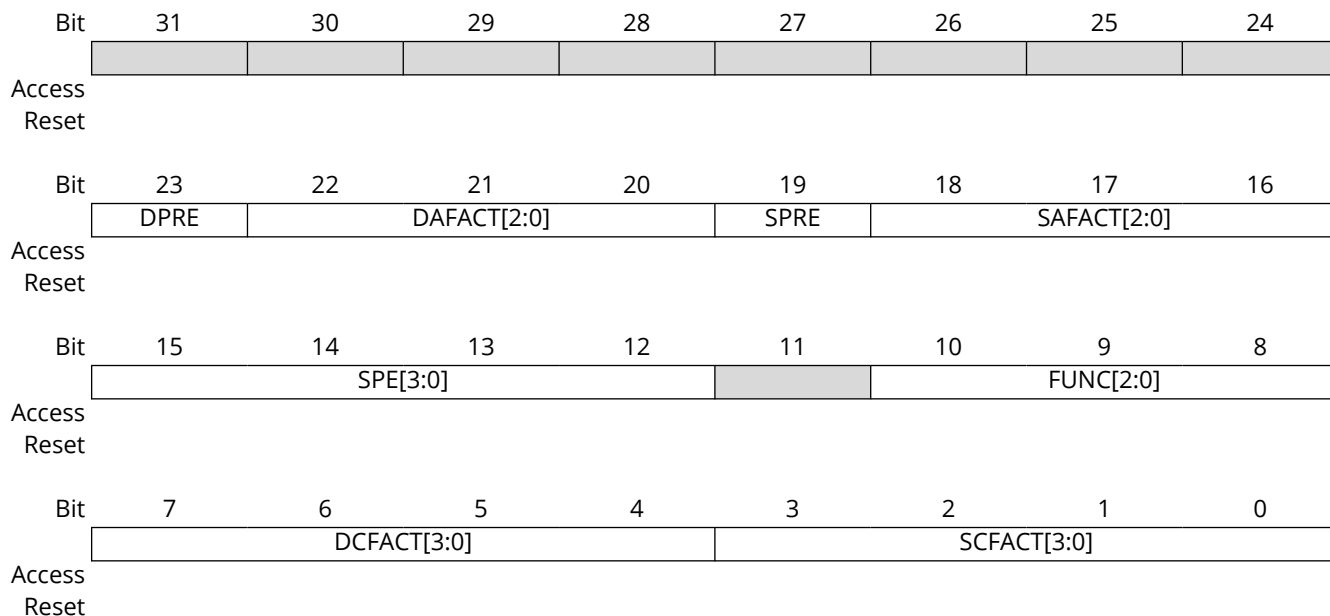 Bit 31 30 29 28 27 26 25 24
Access
Reset
Bit 23 22 21 20 19 18 17 16
DPRE DAFACT[2:0] SPRE SAFACT[2:0]
Access
Reset
Bit 15 14 13 12 11 10 9 8
SPE[3:0] FUNC[2:0]
Access
Reset
Bit 7 6 5 4 3 2 1 0
DCFACT[3:0] SCFACT[3:0]
Access
Reset